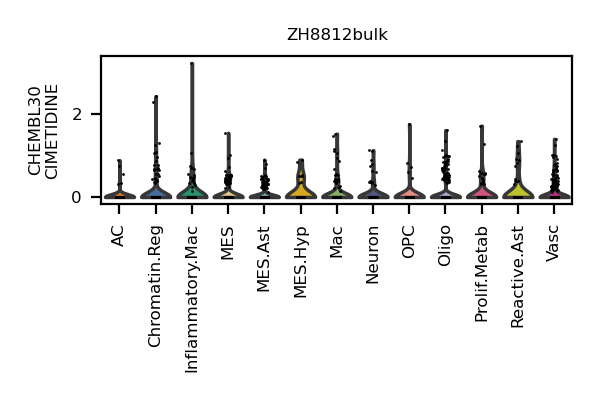 ZH8812bulk
CHEMBL30
CIMETIDINE
2
0
AC
Chromatin.Reg
Inflammatory.Mac
MES
MES.Ast
MES.Hyp
Mac
Neuron
OPC
Oligo
Prolif.Metab
Reactive.Ast
Vasc